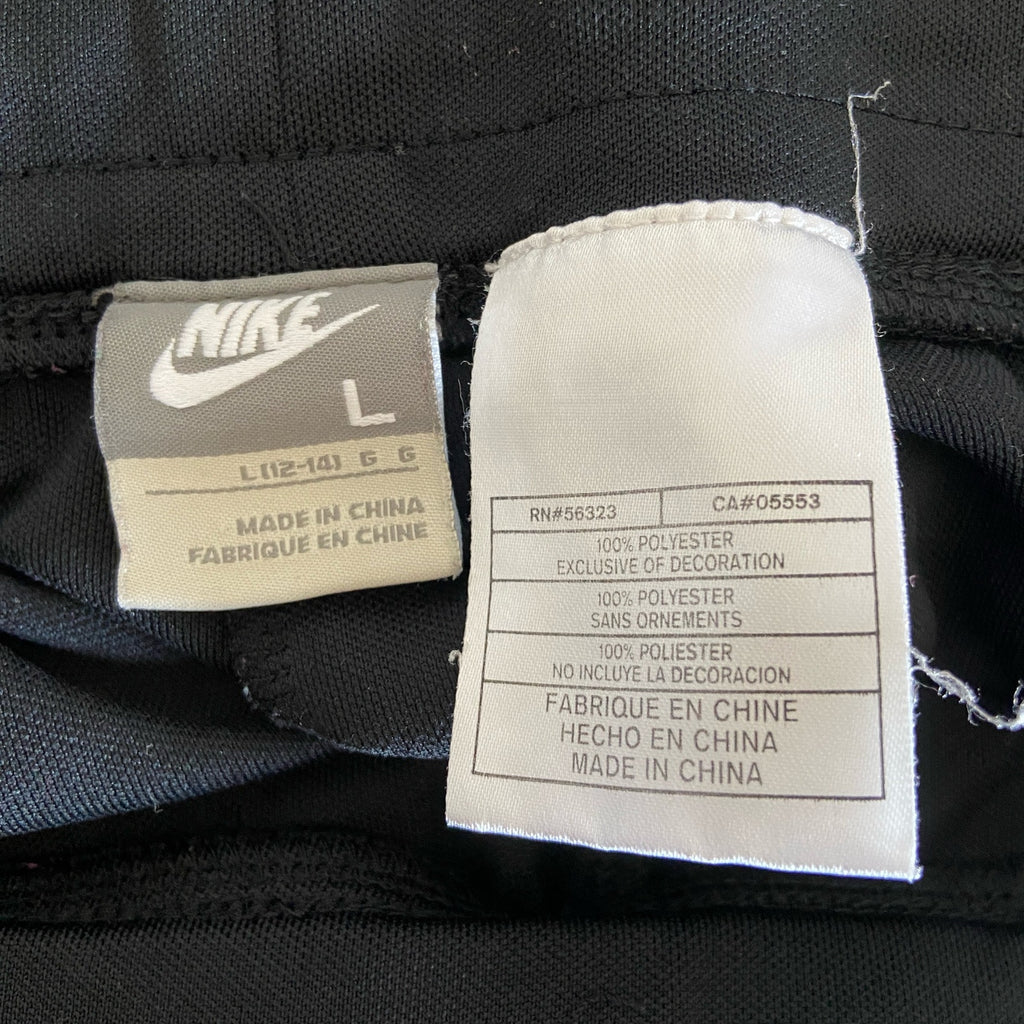 NIKE
L
L (12-14) G G
MADE IN CHINA
FABRIQUE EN CHINE
RN#56323 CA#05553
100% POLYESTER
EXCLUSIVE OF DECORATION
100% POLYESTER
SANS ORNEMENTS
100% POLIESTER
NO INCLUYE LA DECORACION
FABRIQUE EN CHINE
HECHO EN CHINA
MADE IN CHINA